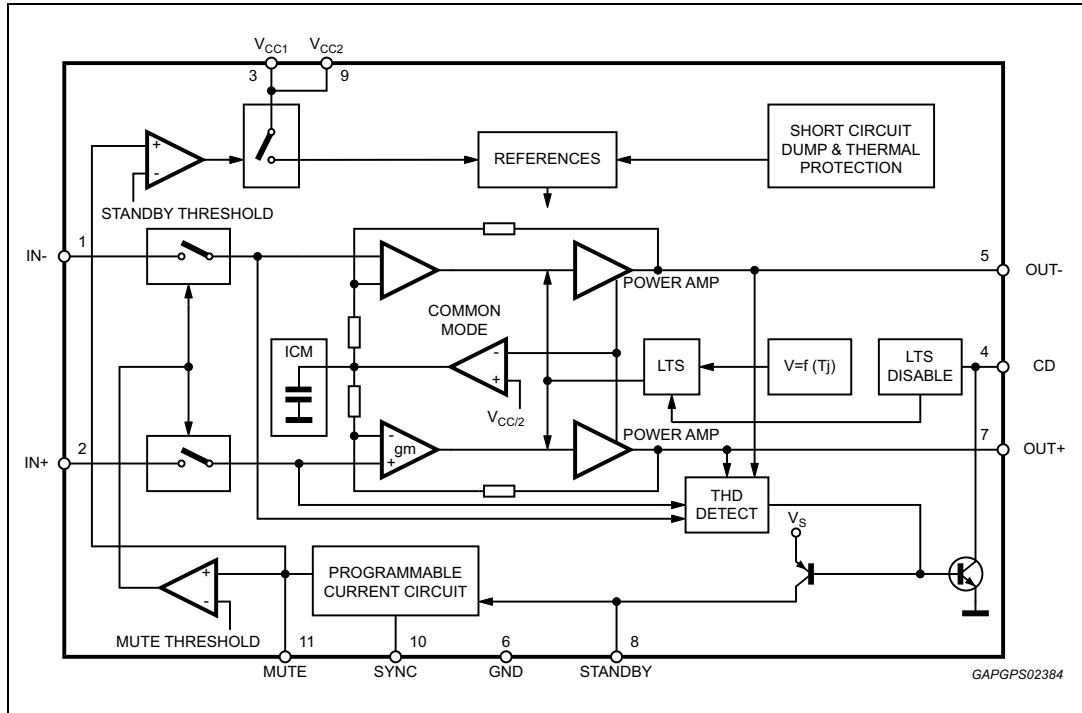 VCC1
VCC2
3
9
SHORT CIRCUIT
DUMP & THERMAL
PROTECTION
REFERENCES
+
-
STANDBY THRESHOLD
IN-
1
5
OUT-
POWER AMP
COMMON
MODE
ICM
-
+
VCC/2
LTS
V=f (Tj)
LTS
DISABLE
4
CD
POWER AMP
7
OUT+
IN+
2
-
gm
+
THD
DETECT
VS
PROGRAMMABLE
CURRENT CIRCUIT
+
-
MUTE THRESHOLD
11
10
6
8
MUTE
SYNC
GND
STANDBY
GAPGPS02384